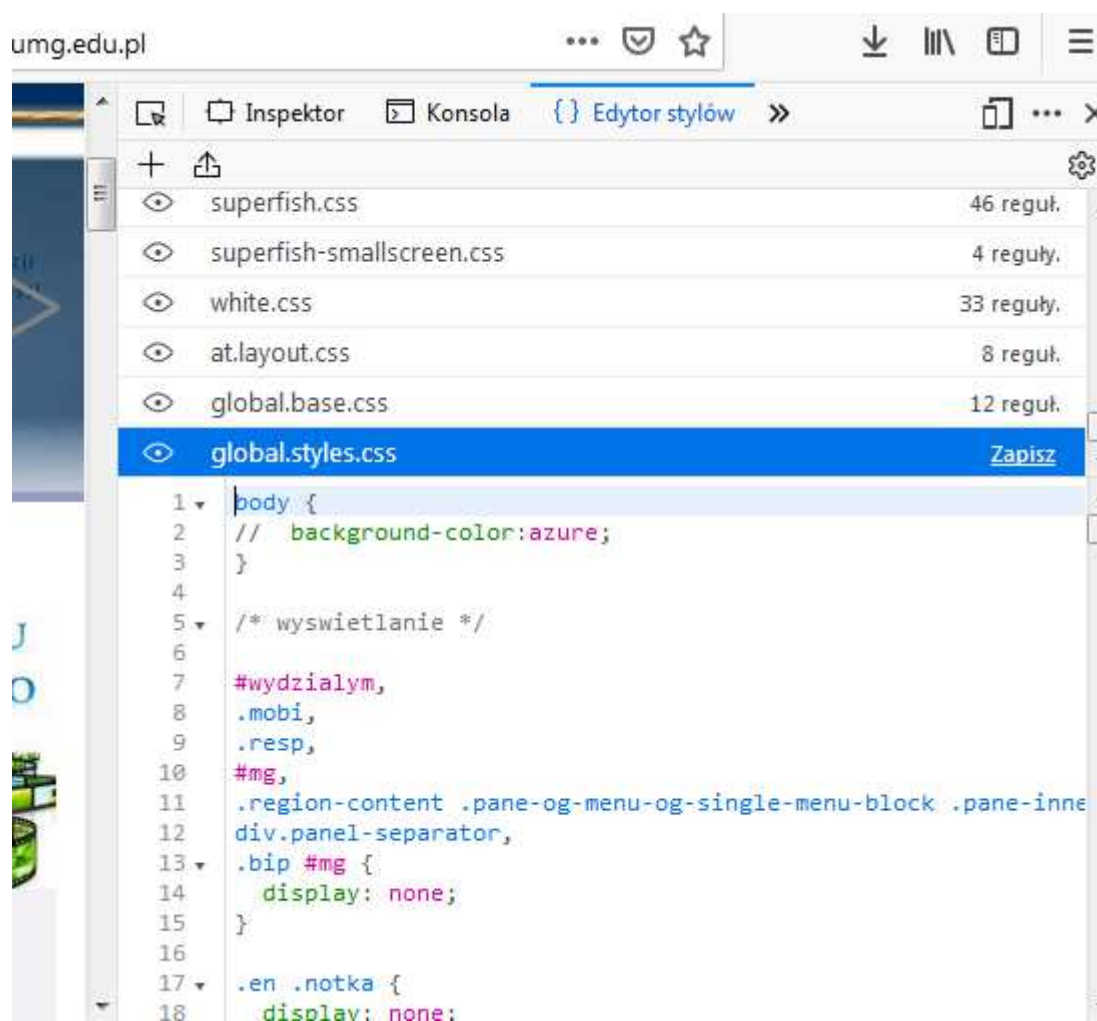 umg.edu.pl
Inspektor Konsola {} Edytor stylów
superfish.css 46 reguł.
superfish-smallscreen.css 4 reguły.
white.css 33 reguły.
at.layout.css 8 reguł.
global.base.css 12 reguł.
global.styles.css Zapisz
1 body {
2 //  background-color:azure;
3 }
4
5 /* wyswietlanie */
6
7 #wydzialym,
8 .mobi,
9 .resp,
10 #mg,
11 .region-content .pane-og-menu-og-single-menu-block .pane-inne
12 div.panel-separator,
13 .bip #mg {
14   display: none;
15 }
16
17 .en .notka {
18   display: none;
U
O